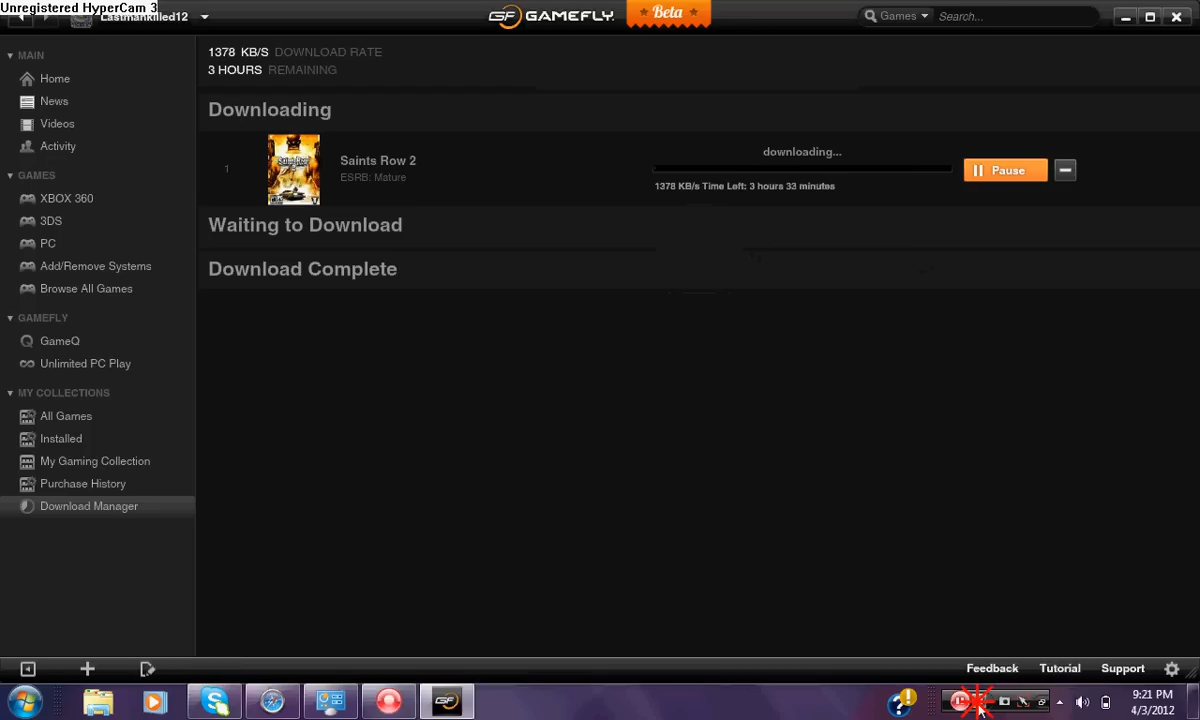 Unregistered HyperCam 3
Lastmankilled12
GF GAMEFLY.
Beta
Games
Search...
1378 KB/S DOWNLOAD RATE
3 HOURS REMAINING
MAIN
Home
News
Videos
Activity
GAMES
XBOX 360
3DS
PC
Add/Remove Systems
Browse All Games
GAMEFLY
GameQ
Unlimited PC Play
MY COLLECTIONS
All Games
Installed
My Gaming Collection
Purchase History
Download Manager
Downloading
1
Saints Row 2
ESRB: Mature
downloading...
1378 KB/s Time Left: 3 hours 33 minutes
Pause
Waiting to Download
Download Complete
Feedback
Tutorial
Support
GF
9:21 PM
4/3/2012